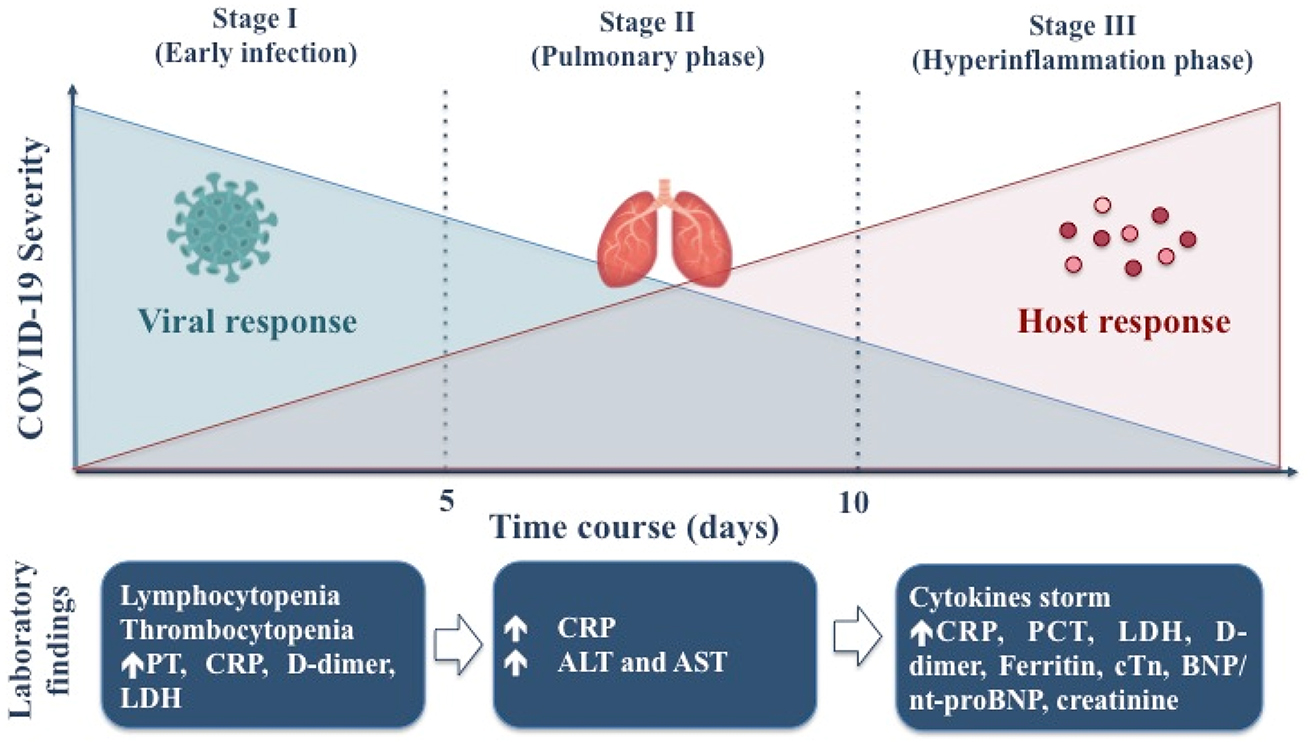 Stage I
(Early infection)
Stage II
(Pulmonary phase)
Stage III
(Hyperinflammation phase)
COVID-19 Severity
Viral response
Host response
5
10
Time course (days)
Laboratory
findings
Lymphocytopenia
Thrombocytopenia
↑PT, CRP, D-dimer,
LDH
↑ CRP
↑ ALT and AST
Cytokines storm
↑CRP, PCT, LDH, D-
dimer, Ferritin, cTn, BNP/
nt-proBNP, creatinine